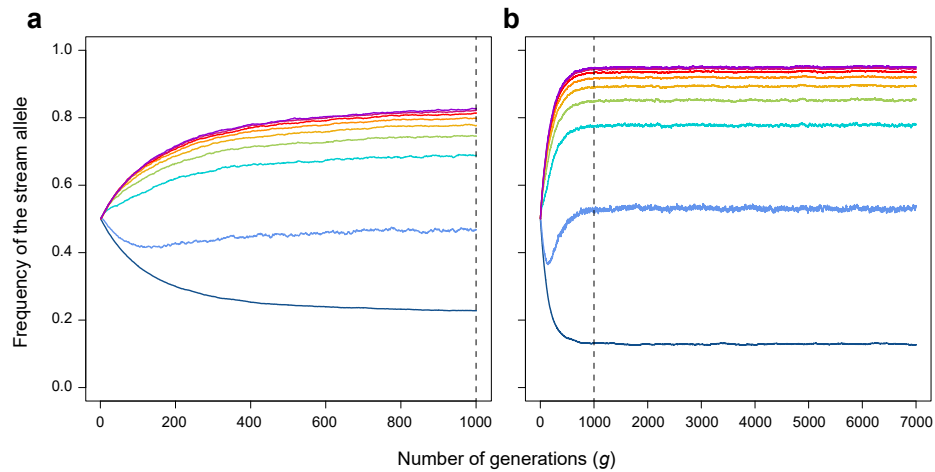 a
b
Frequency of the stream allele
1.0
0.8
0.6
0.4
0.2
0.0
0 200 400 600 800 1000
0 1000 2000 3000 4000 5000 6000 7000
Number of generations (g)